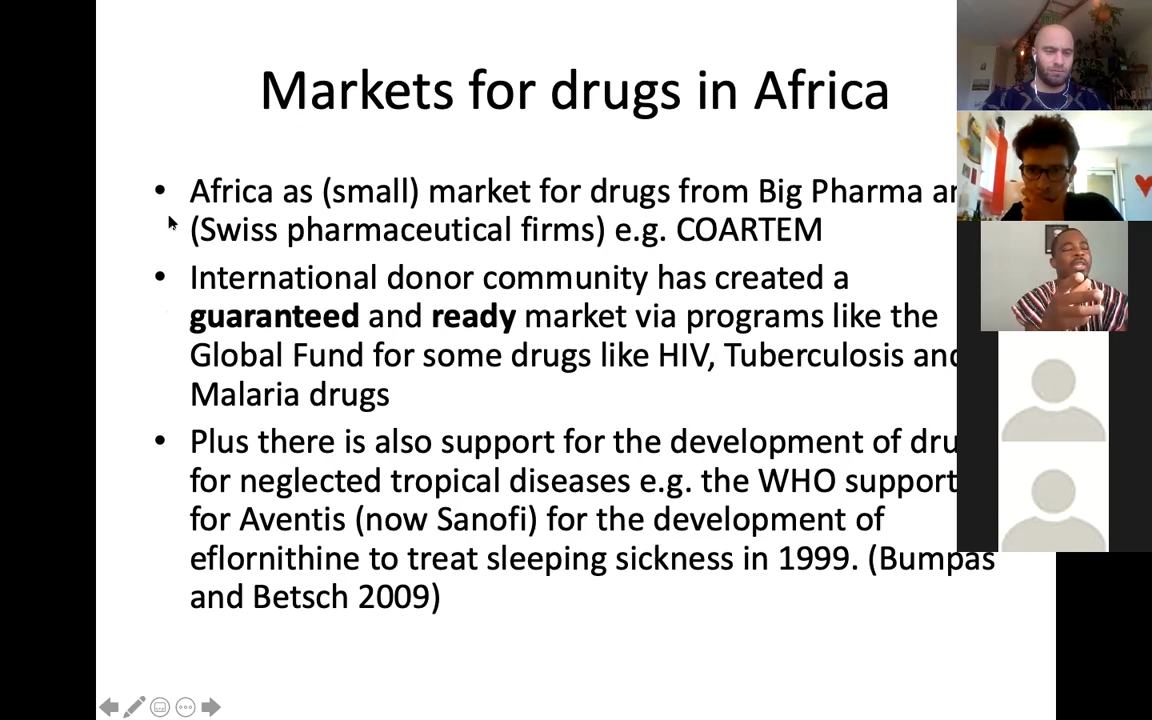 Markets for drugs in Africa
• Africa as (small) market for drugs from Big Pharma
(Swiss pharmaceutical firms) e.g. COARTEM
• International donor community has created a
guaranteed and ready market via programs like the
Global Fund for some drugs like HIV, Tuberculosis and
Malaria drugs
• Plus there is also support for the development of
for neglected tropical diseases e.g. the WHO support
for Aventis (now Sanofi) for the development of
eflornithine to treat sleeping sickness in 1999. (Bumpas
and Betsch 2009)